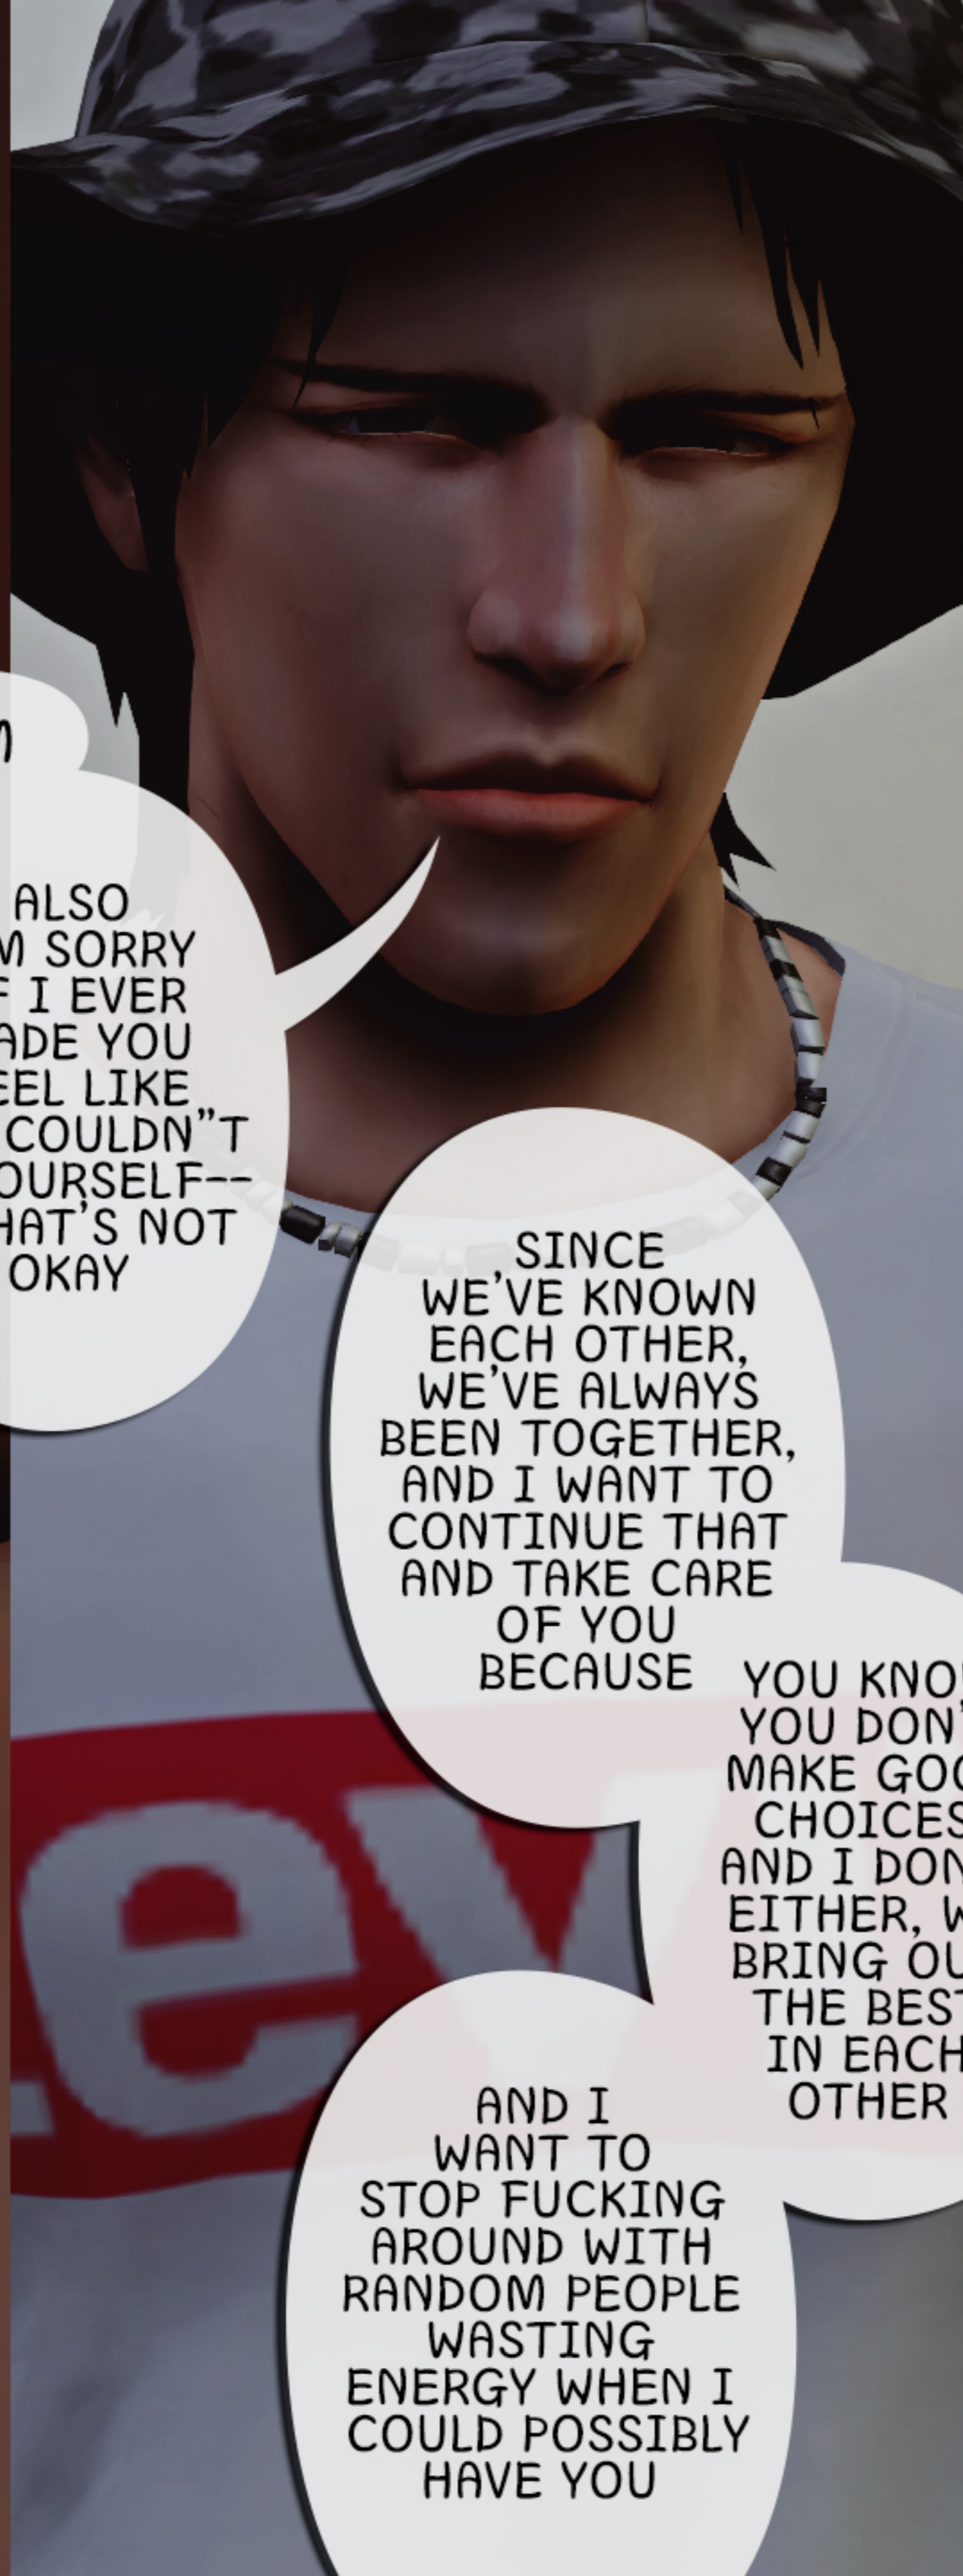 M
ALSO
M SORRY
F I EVER
ADE YOU
EEL LIKE
COULDN"T
OURSELF--
HAT'S NOT
OKAY
SINCE
WE'VE KNOWN
EACH OTHER,
WE'VE ALWAYS
BEEN TOGETHER,
AND I WANT TO
CONTINUE THAT
AND TAKE CARE
OF YOU
BECAUSE
YOU KNO
YOU DON'
MAKE GOO
CHOICES
AND I DON
EITHER, W
BRING OU
THE BEST
IN EACH
OTHER
Lev
AND I
WANT TO
STOP FUCKING
AROUND WITH
RANDOM PEOPLE
WASTING
ENERGY WHEN I
COULD POSSIBLY
HAVE YOU